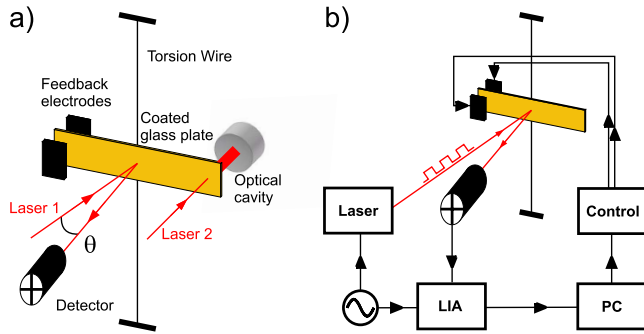 a)
Torsion Wire
Feedback
electrodes
Coated
glass plate
Optical
cavity
Laser 1
Laser 2
θ
Detector
b)
Laser
Control
LIA
PC